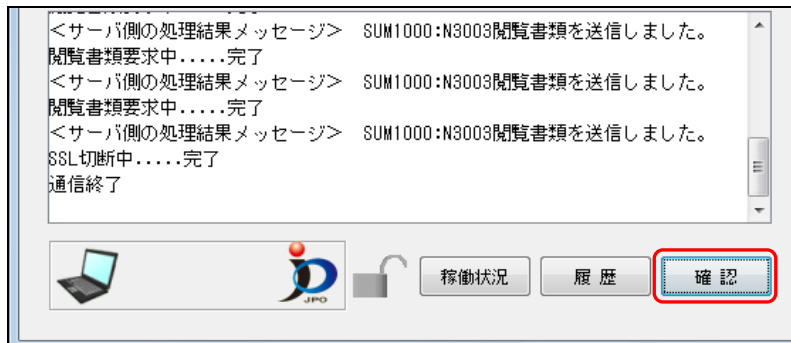 <サーバ側の処理結果メッセージ>　SUM1000:N3003閲覧書類を送信しました。
閲覧書類要求中.....完了
<サーバ側の処理結果メッセージ>　SUM1000:N3003閲覧書類を送信しました。
閲覧書類要求中.....完了
<サーバ側の処理結果メッセージ>　SUM1000:N3003閲覧書類を送信しました。
SSL切断中.....完了
通信終了
JPO
稼働状況
履 歴
確 認